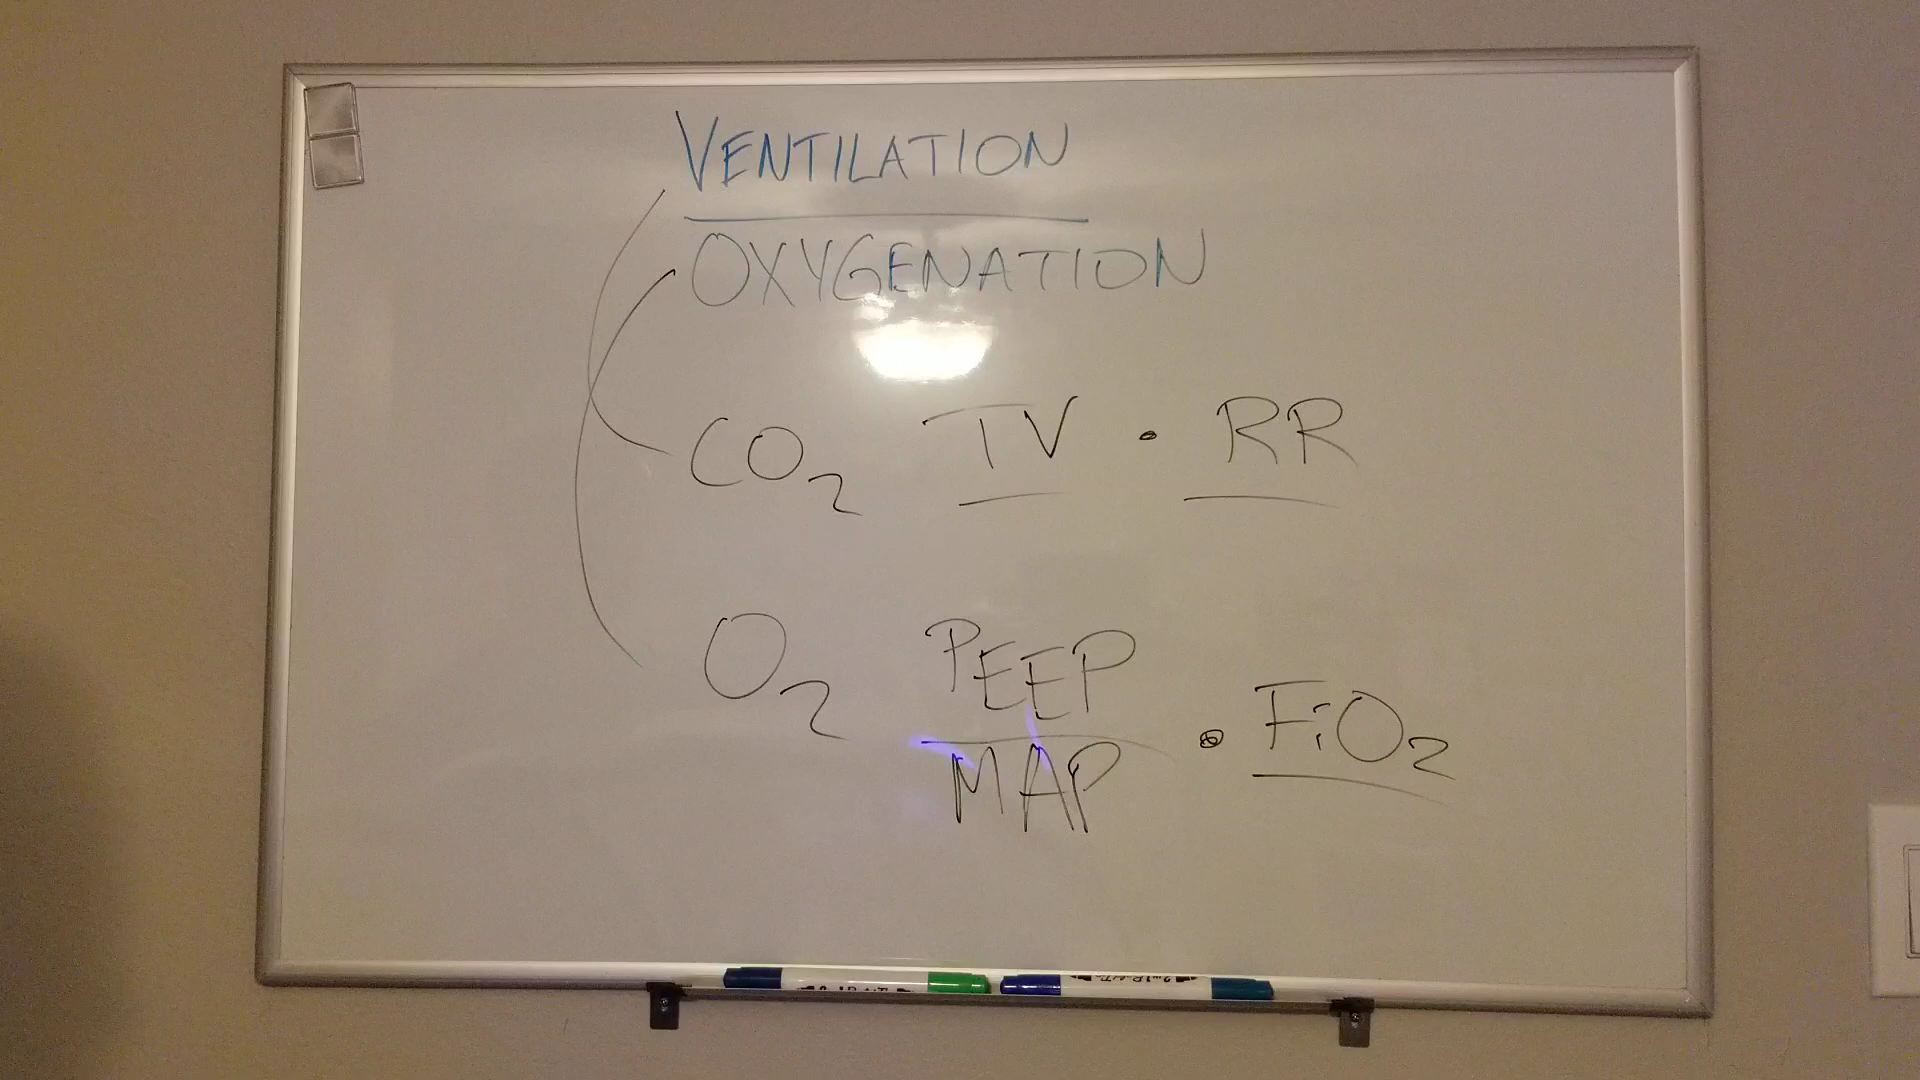 VENTILATION
OXYGENATION
CO₂ TV • RR
O₂ PEEP • FiO₂
MAP